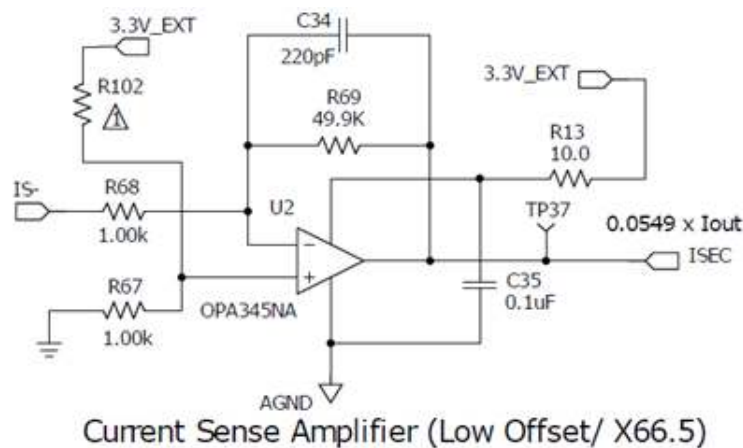 C34
220pF
3.3V_EXT
R102
1
R69
49.9K
3.3V_EXT
R13
10.0
IS-
R68
1.00k
U2
-
+
TP37
0.0549 x Iout
ISEC
R67
1.00k
OPA345NA
C35
0.1uF
AGND
Current Sense Amplifier (Low Offset/ X66.5)